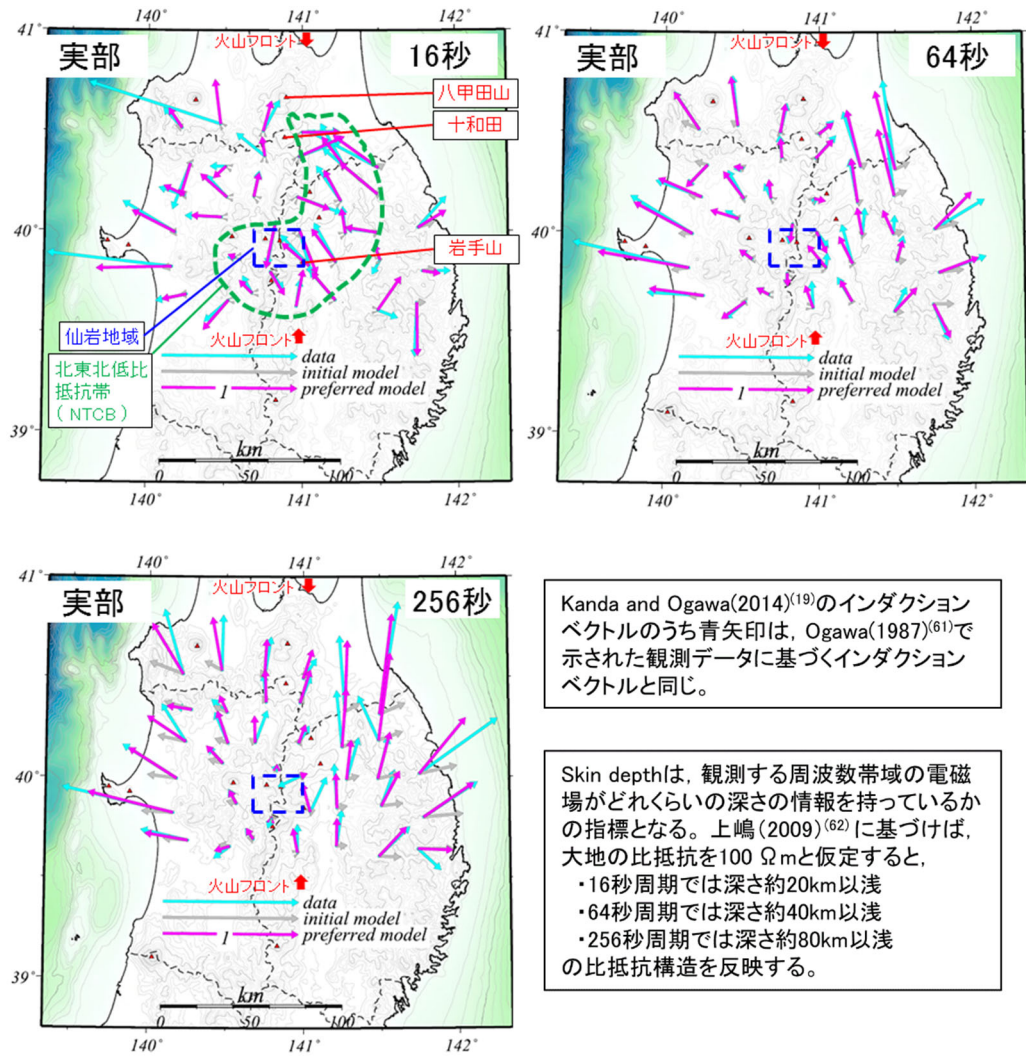 140˚ 141˚ 142˚
41˚
実部
火山フロント
16秒
八甲田山
十和田
40˚
岩手山
仙岩地域
火山フロント
北東北低比
抵抗帯
(NTCB)
data
initial model
1 preferred model
39˚
km
0 50 100
140˚ 141˚ 142˚
140˚ 141˚ 142˚
41˚
実部
火山フロント
64秒
40˚
火山フロント
data
initial model
1 preferred model
39˚
km
0 50 100
140˚ 141˚ 142˚
140˚ 141˚ 142˚
41˚
実部
火山フロント
256秒
40˚
火山フロント
data
initial model
1 preferred model
39˚
km
0 50 100
140˚ 141˚ 142˚
Kanda and Ogawa(2014)(19)のインダクション
ベクトルのうち青矢印は，Ogawa(1987)(61)で
示された観測データに基づくインダクション
ベクトルと同じ。
Skin depthは，観測する周波数帯域の電磁
場がどれくらいの深さの情報を持っているか
の指標となる。上嶋(2009)(62)に基づけば，
大地の比抵抗を100 Ωmと仮定すると，
・16秒周期では深さ約20km以浅
・64秒周期では深さ約40km以浅
・256秒周期では深さ約80km以浅
の比抵抗構造を反映する。